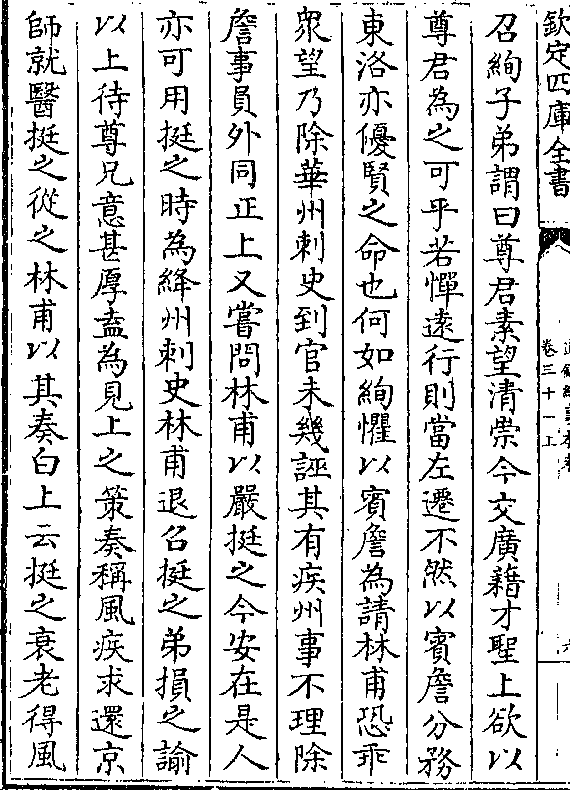 欽定四庫全書
卷三十一上
召絢子弟謂曰尊君素望清崇今交廣藉才聖上欲以
尊君為之可乎若憚遠行則當左遷不然以賓詹分務
東洛亦優賢之命也何如絢懼以賓詹為請林甫恐乖
衆望乃除華州刺史到官未幾誣其有疾州事不理除
詹事員外同正上又嘗問林甫以嚴挺之今安在是人
亦可用挺之時為絳州刺史林甫退召挺之弟損之諭
以上待尊兄意甚厚盍為見上之策奏稱風疾求還京
師就醫挺之從之林甫以其奏白上云挺之衰老得風